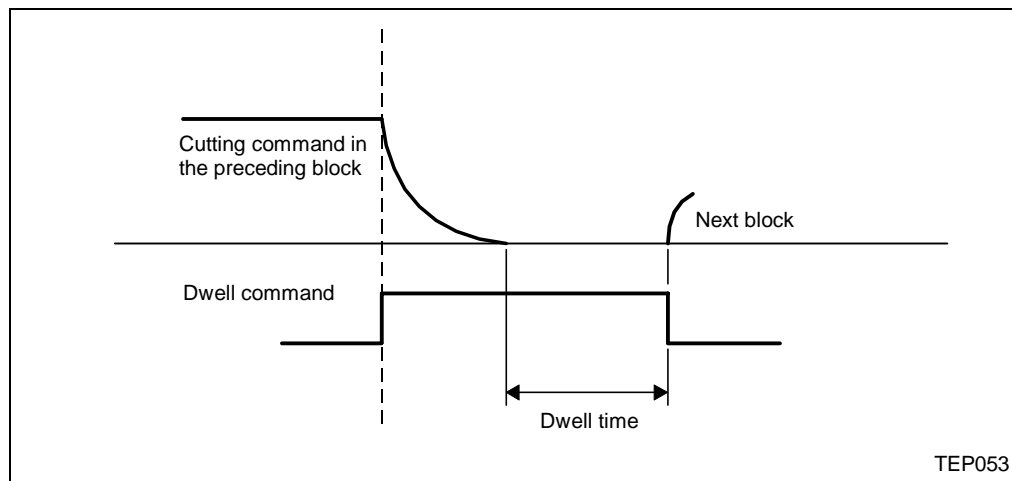 Cutting command in
the preceding block
Next block
Dwell command
Dwell time
TEP053